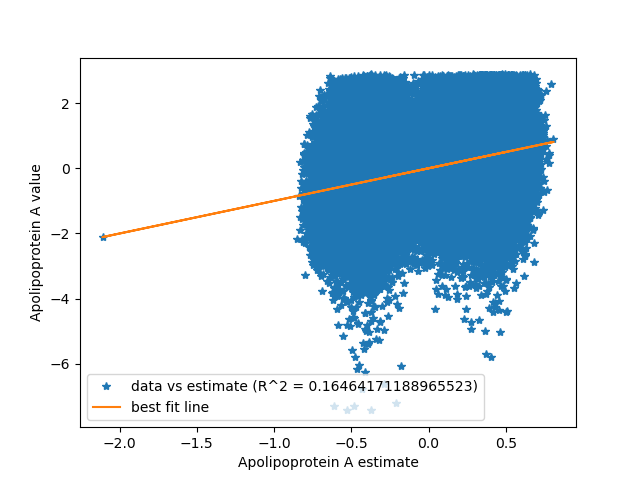 2
0
−2
−4
−6
Apolipoprotein A value
data vs estimate (R^2 = 0.16464171188965523)
best fit line
−2.0 −1.5 −1.0 −0.5 0.0 0.5
Apolipoprotein A estimate